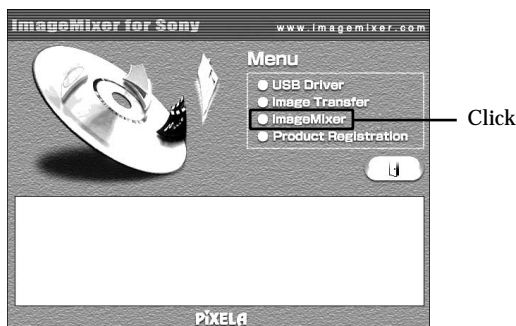 ImageMixer for Sony
www.imagemixer.com
Menu
USB Driver
Image Transfer
ImageMixer
Click
Product Registration
PIXELA